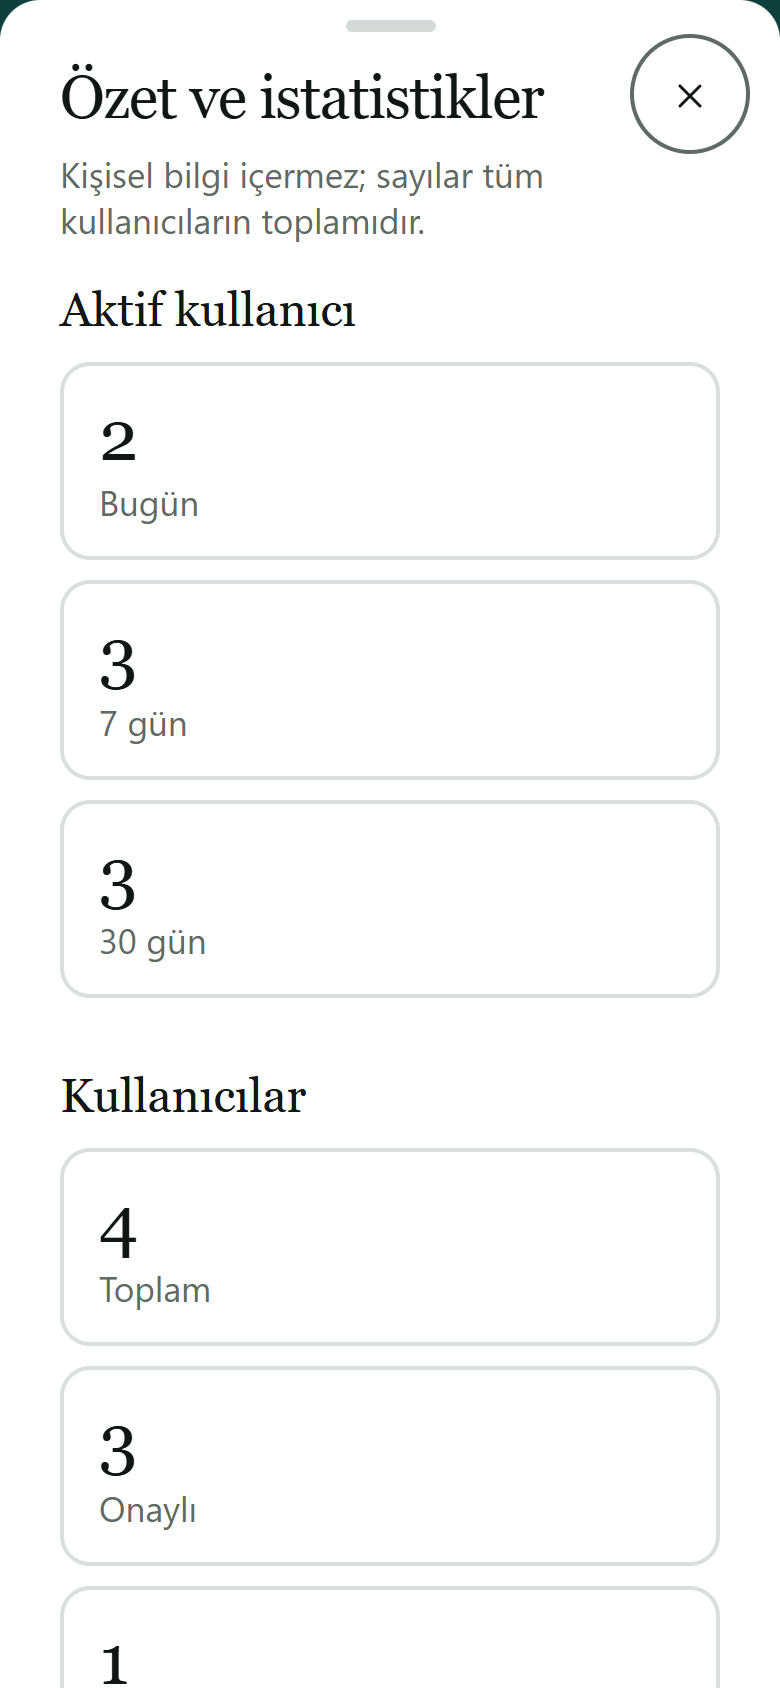 Özet ve istatistikler
Kişisel bilgi içermez; sayılar tüm
kullanıcıların toplamıdır.
Aktif kullanıcı
2
Bugün
3
7 gün
3
30 gün
Kullanıcılar
4
Toplam
3
Onaylı
1